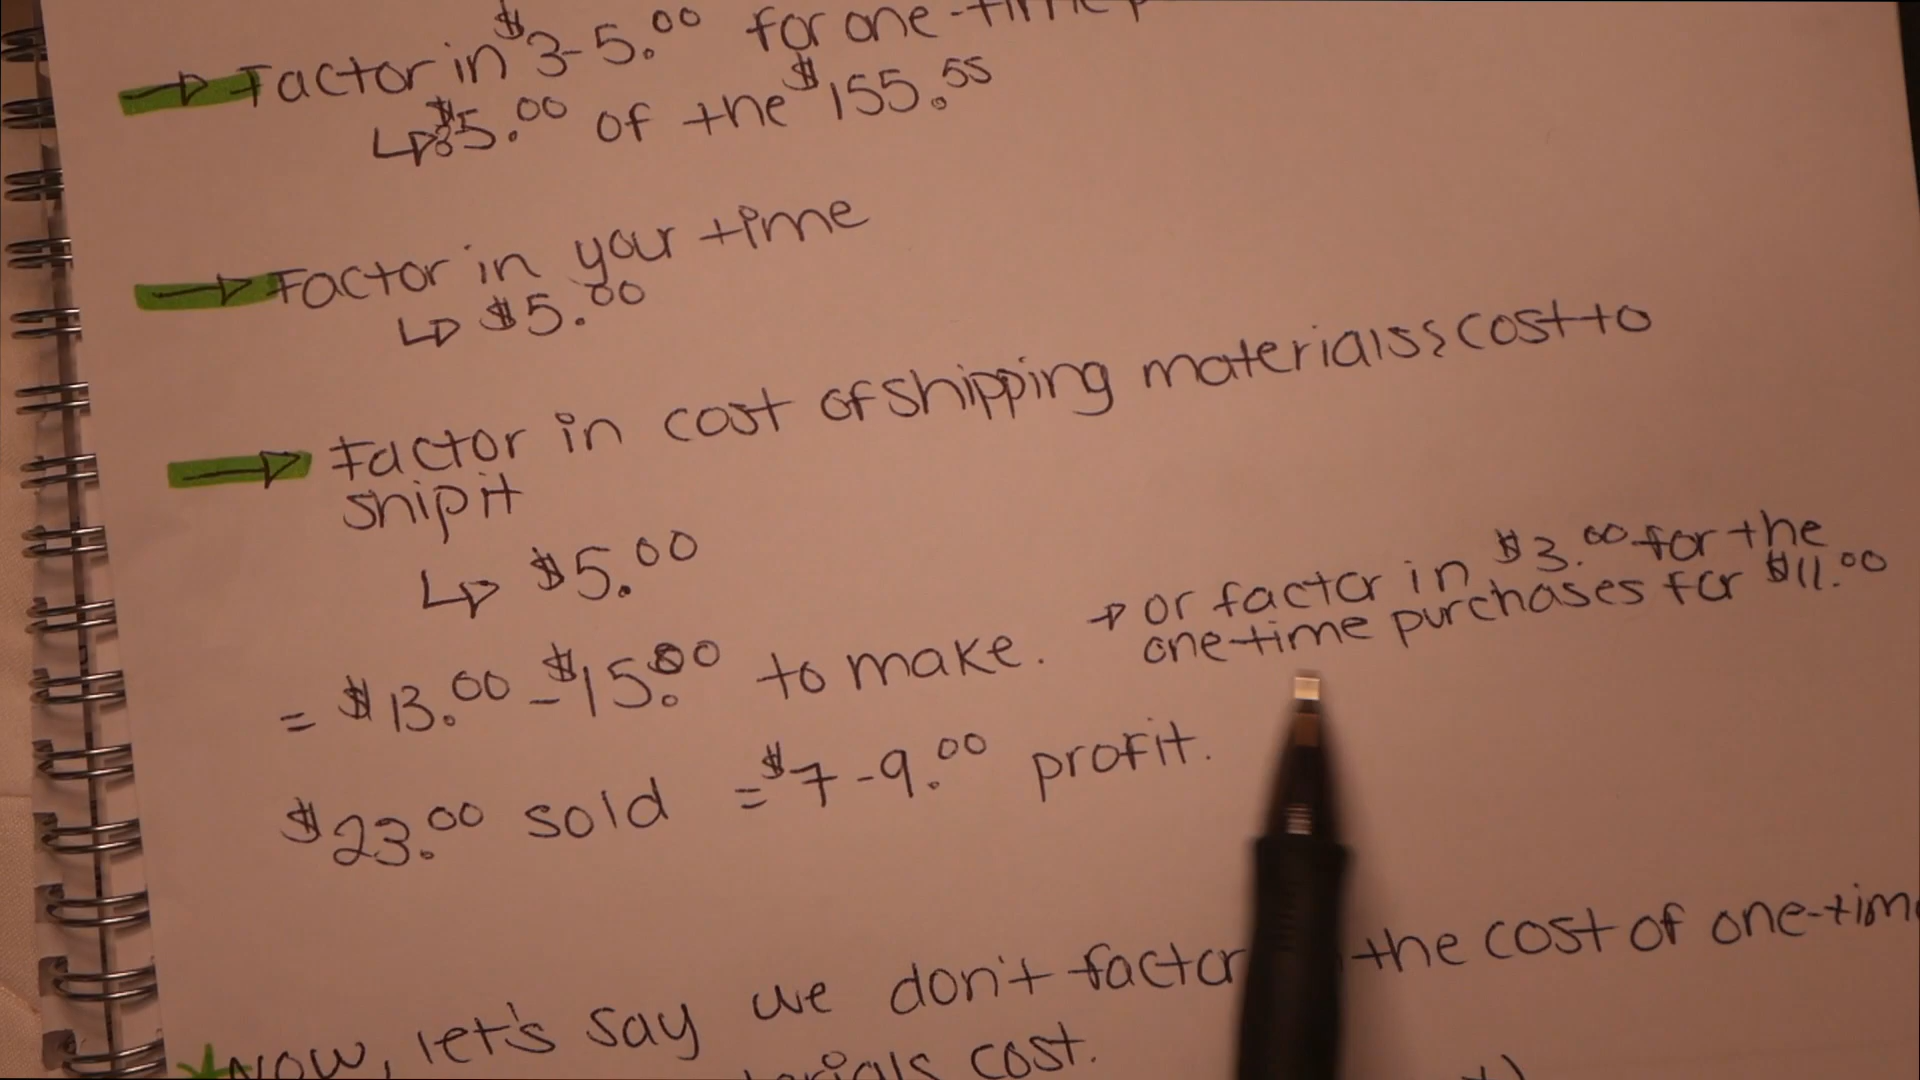 Factor in $3-5.00 for one-time
↳ $5.00 of the $155.55
Factor in your time
↳ $5.00
Factor in cost of shipping materials & cost to
ship it
↳ $5.00
= $13.00 - $15.00 to make.
→ or factor in $3.00 for the
one-time purchases for $11.00
$23.00 sold = $7-9.00 profit.
Now, let's say we don't factor the cost of one-time
cost.